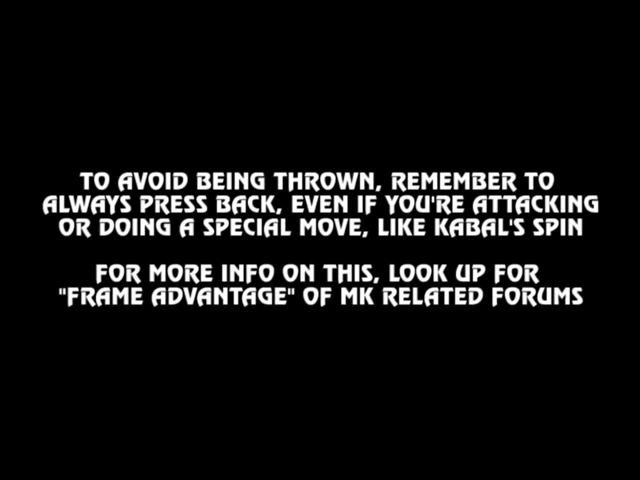 TO AVOID BEING THROWN, REMEMBER TO
ALWAYS PRESS BACK, EVEN IF YOU'RE ATTACKING
OR DOING A SPECIAL MOVE, LIKE KABAL'S SPIN
FOR MORE INFO ON THIS, LOOK UP FOR
"FRAME ADVANTAGE" OF MK RELATED FORUMS